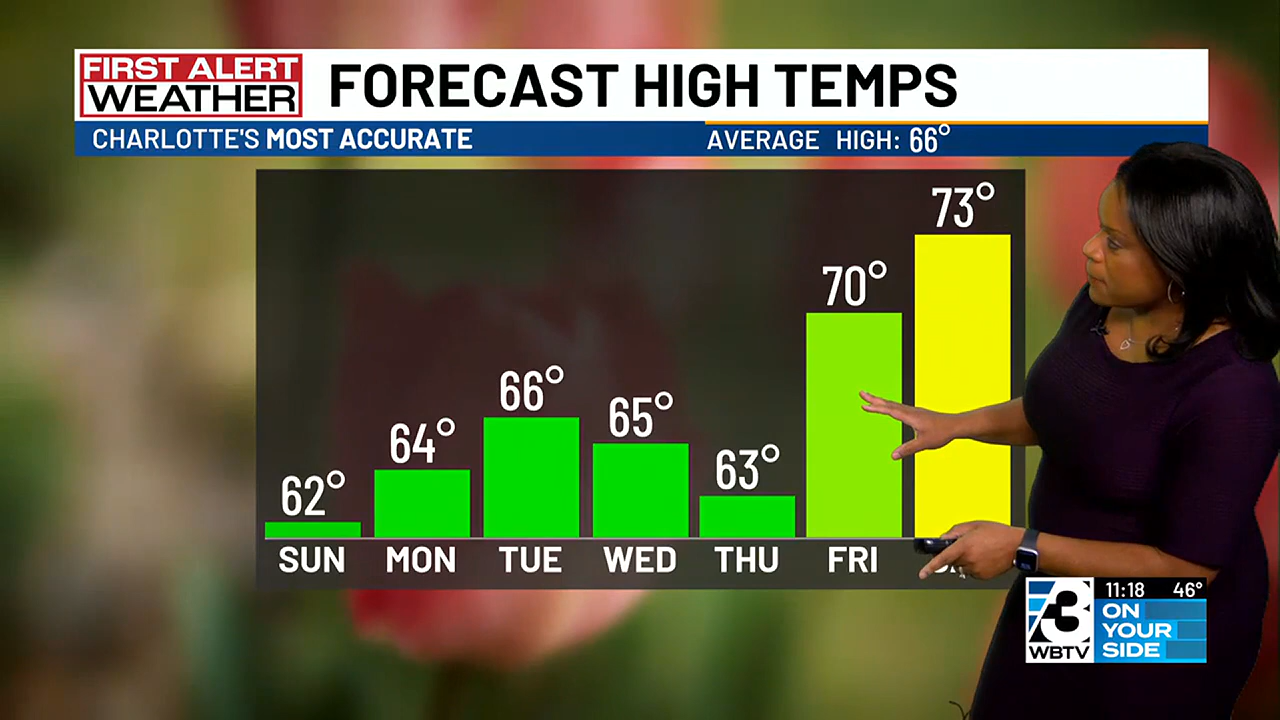 FIRST ALERT
WEATHER
FORECAST HIGH TEMPS
CHARLOTTE'S MOST ACCURATE
AVERAGE HIGH: 66°
62° 64° 66° 65° 63° 70° 73°
SUN MON TUE WED THU FRI
3
WBTV
11:18 46°
ON
YOUR
SIDE